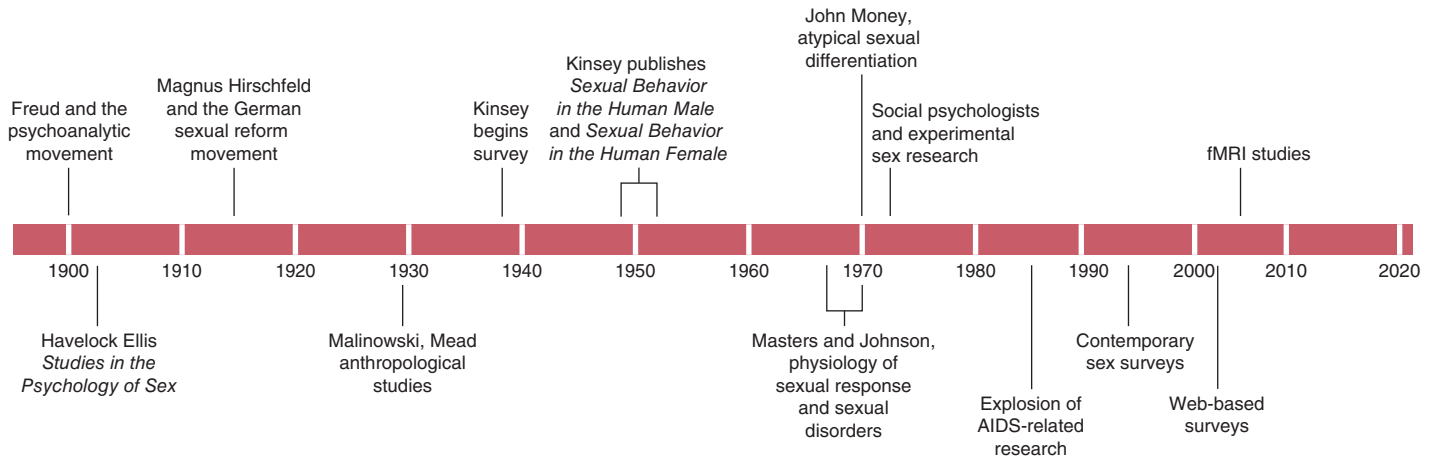 Freud and the
psychoanalytic
movement
Magnus Hirschfeld
and the German
sexual reform
movement
Kinsey
begins
survey
Kinsey publishes
Sexual Behavior
in the Human Male
and Sexual Behavior
in the Human Female
John Money,
atypical sexual
differentiation
Social psychologists
and experimental
sex research
fMRI studies
1900 1910 1920 1930 1940 1950 1960 1970 1980 1990 2000 2010 2020
Havelock Ellis
Studies in the
Psychology of Sex
Malinowski, Mead
anthropological
studies
Masters and Johnson,
physiology of
sexual response
and sexual
disorders
Explosion of
AIDS-related
research
Contemporary
sex surveys
Web-based
surveys